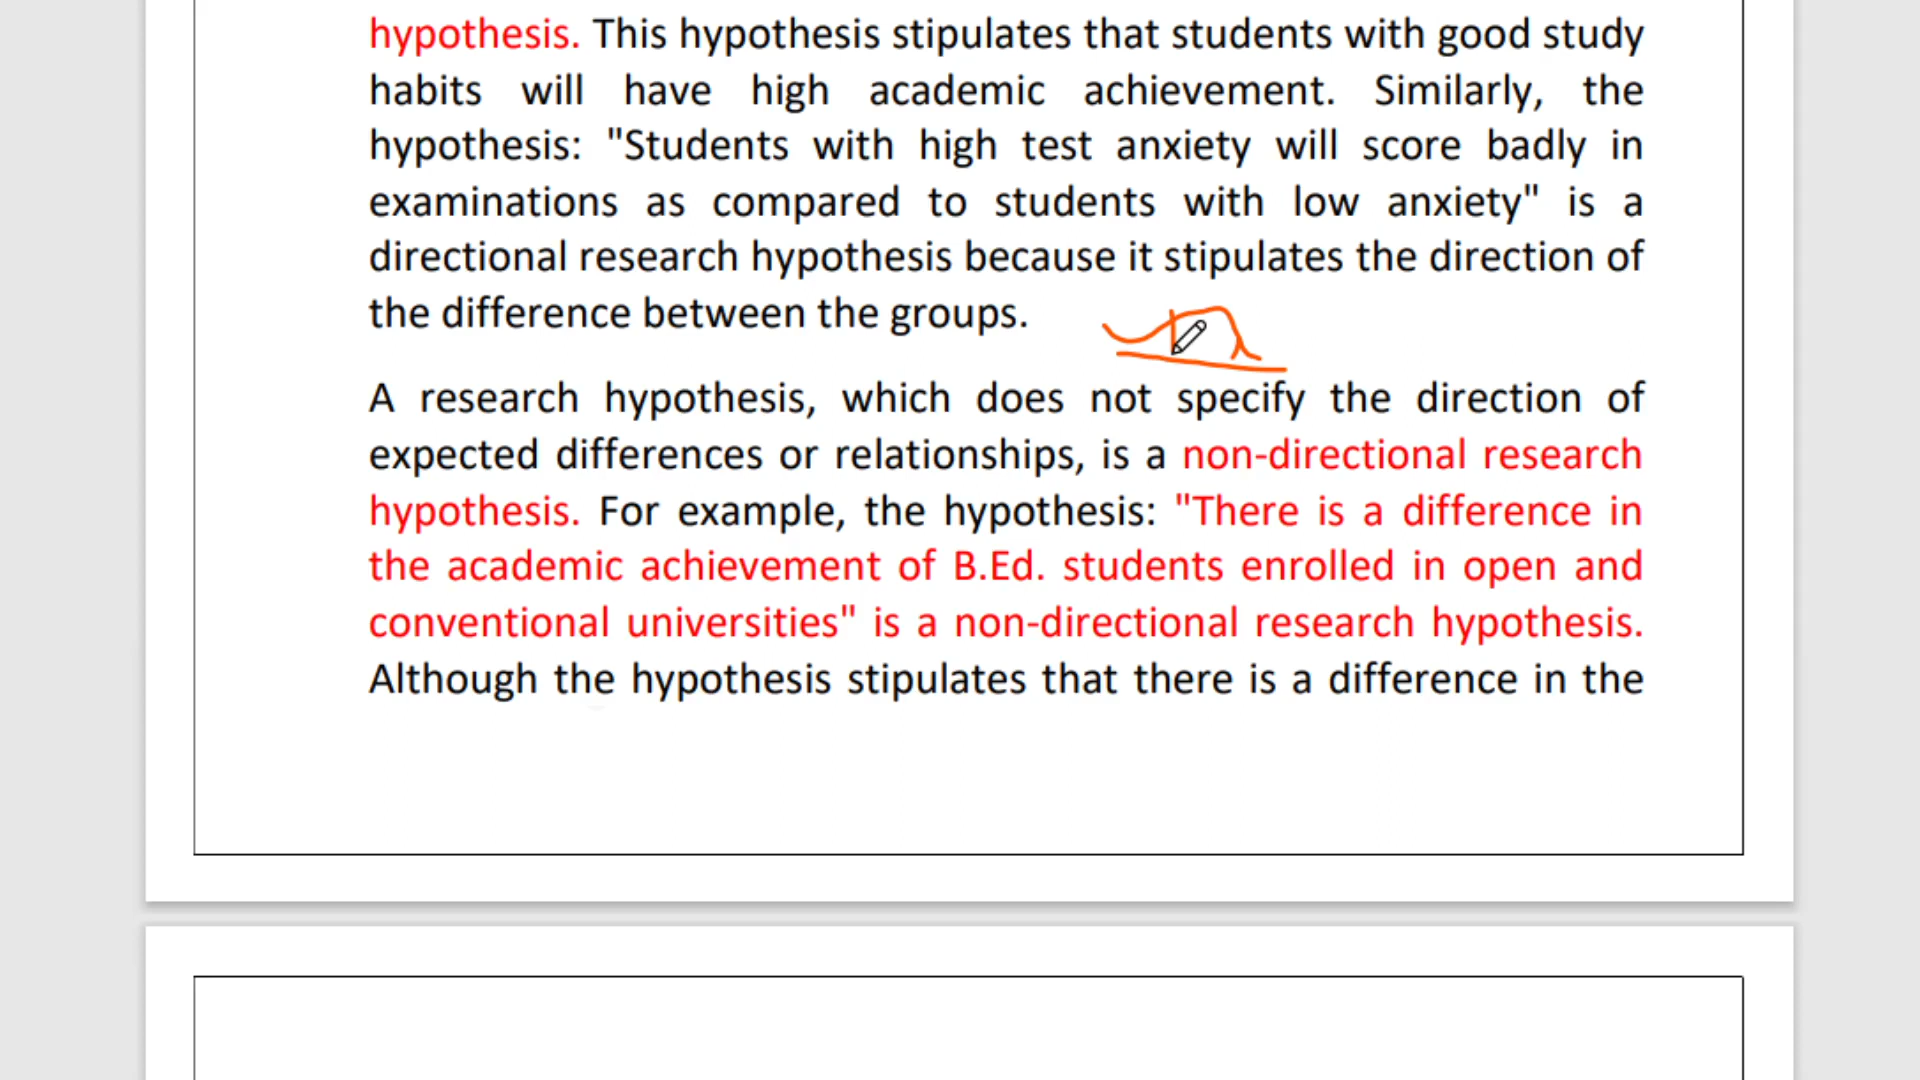 hypothesis. This hypothesis stipulates that students with good study
habits will have high academic achievement. Similarly, the
hypothesis: "Students with high test anxiety will score badly in
examinations as compared to students with low anxiety" is a
directional research hypothesis because it stipulates the direction of
the difference between the groups.
A research hypothesis, which does not specify the direction of
expected differences or relationships, is a non-directional research
hypothesis. For example, the hypothesis: "There is a difference in
the academic achievement of B.Ed. students enrolled in open and
conventional universities" is a non-directional research hypothesis.
Although the hypothesis stipulates that there is a difference in the